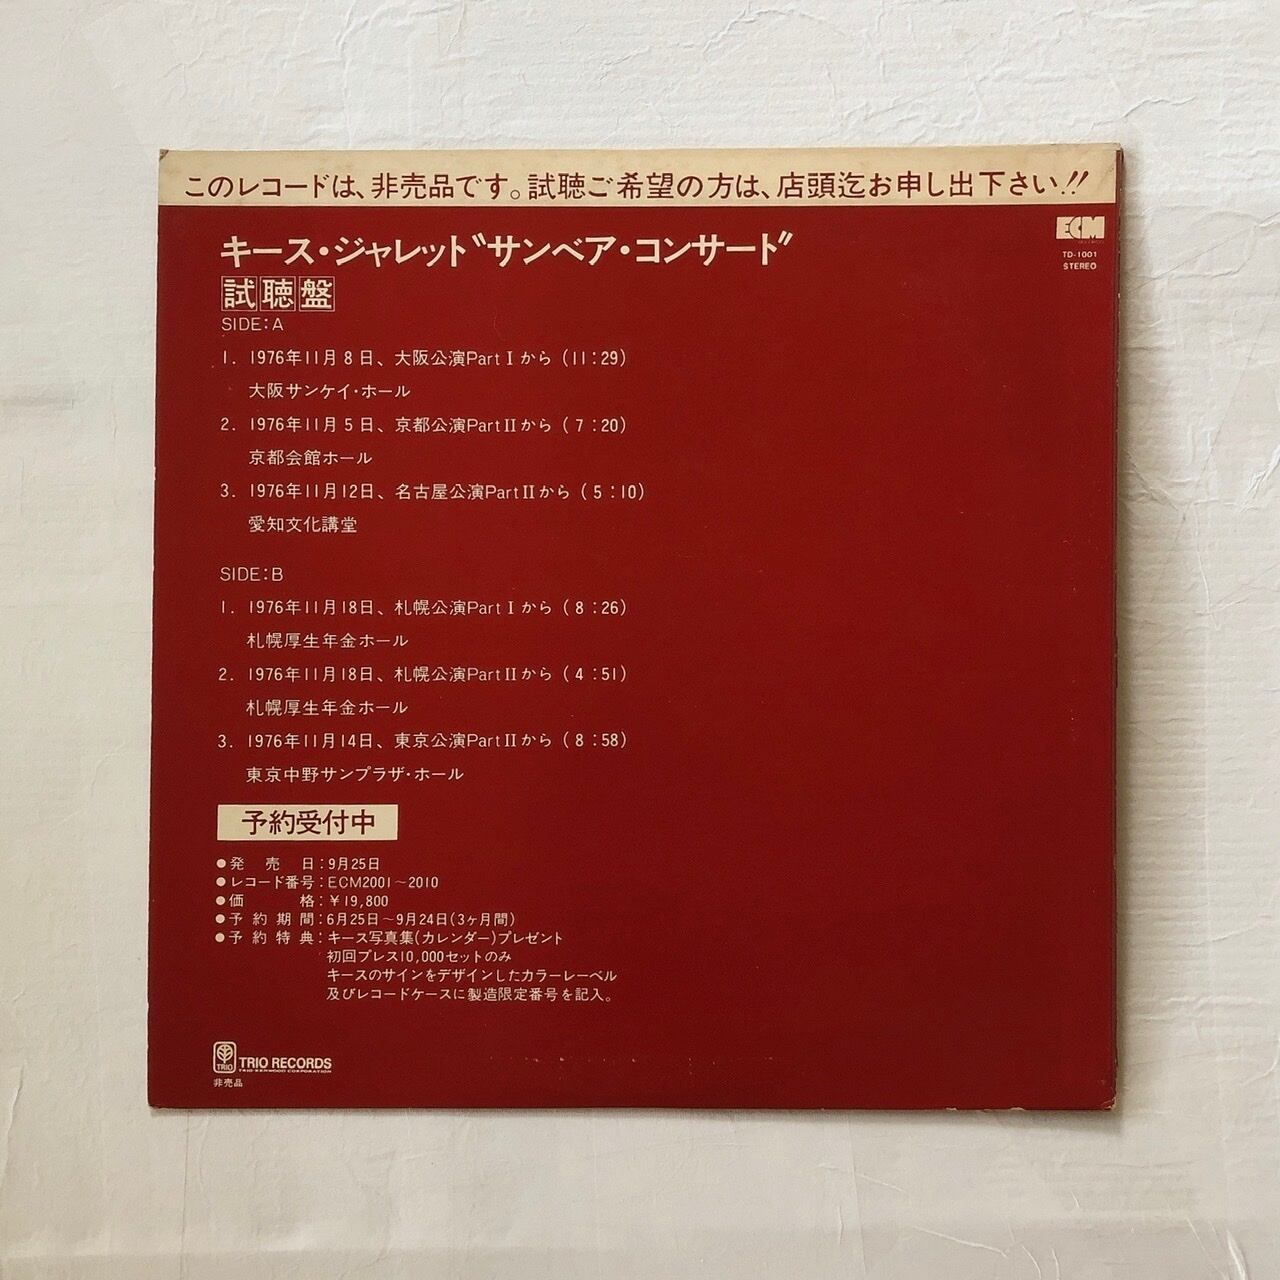 このレコードは、非売品です。試聴ご希望の方は、店頭迄お申し出下さい!!
ECM
TD-1001
STEREO
キース・ジャレット〝サンベア・コンサート〟
試聴盤
SIDE:A
1. 1976年11月8日、大阪公演Part Iから (11:29)
大阪サンケイ・ホール
2. 1976年11月5日、京都公演Part IIから (7:20)
京都会館ホール
3. 1976年11月12日、名古屋公演Part IIから (5:10)
愛知文化講堂
SIDE:B
1. 1976年11月18日、札幌公演Part Iから (8:26)
札幌厚生年金ホール
2. 1976年11月18日、札幌公演Part IIから (4:51)
札幌厚生年金ホール
3. 1976年11月14日、東京公演Part IIから (8:58)
東京中野サンプラザ・ホール
予約受付中
●発売日:9月25日
●レコード番号:ECM2001~2010
●価格:¥19,800
●予約期間:6月25日~9月24日(3ヶ月間)
●予約特典:キース写真集(カレンダー)プレゼント
初回プレス10,000セットのみ
キースのサインをデザインしたカラーレーベル
及びレコードケースに製造限定番号を記入。
TRIO
TRIO RECORDS
TRIO-KENWOOD CORPORATION
非売品